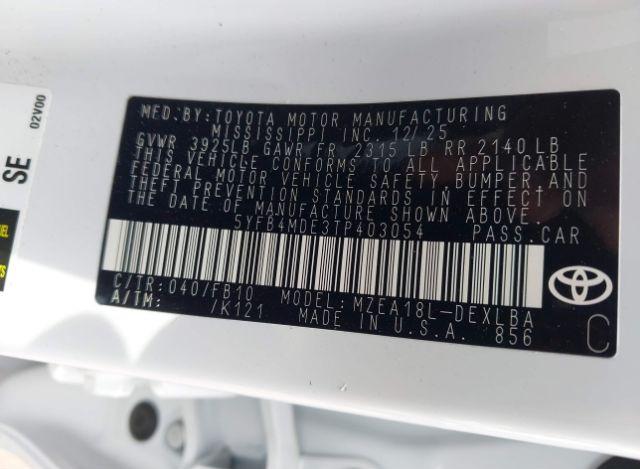 MFD.BY: TOYOTA MOTOR MANUFACTURING
MISSISSIPPI INC. 12/25
GVWR 3925LB GAWR FR 2315LB RR 2140LB
THIS VEHICLE CONFORMS TO ALL APPLICABLE
FEDERAL MOTOR VEHICLE SAFETY, BUMPER, AND
THEFT PREVENTION STANDARDS IN EFFECT ON
THE DATE OF MANUFACTURE SHOWN ABOVE.
5YFB4MDE3TP403054 PASS.CAR
C/TR: 040/FB10 MODEL: MZEA18L-DEXLBA
A/TM: /K121 MADE IN U.S.A. 856
C
SE
02V00